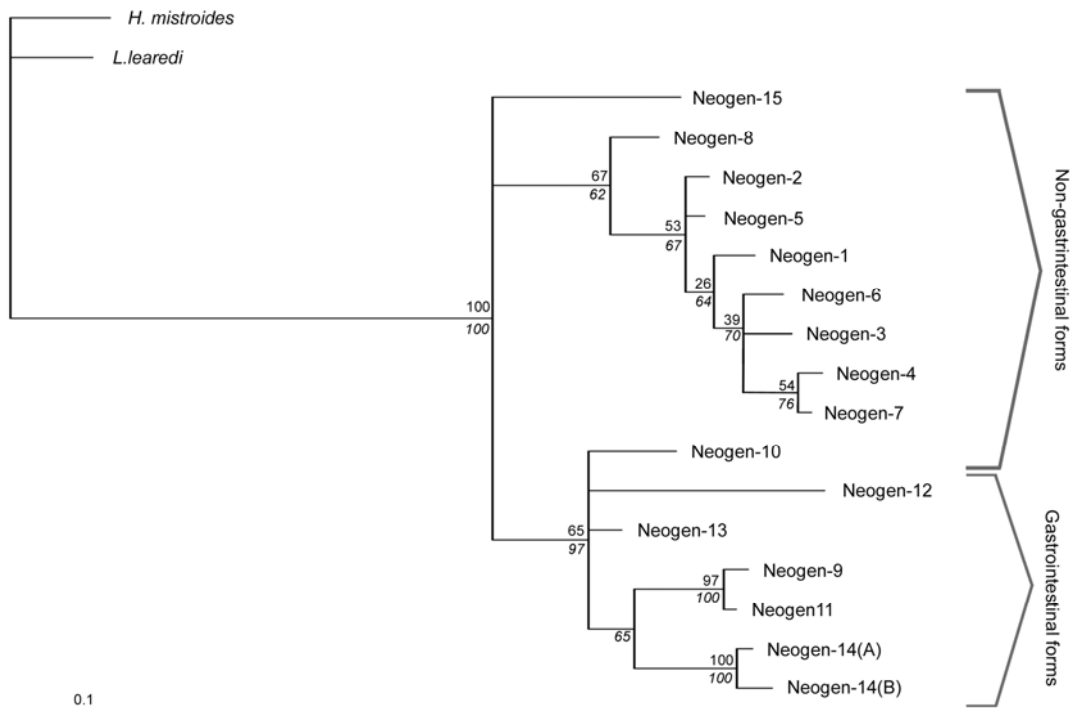 H. mistroides
L.learedi
Neogen-15
Neogen-8
67
62
Neogen-2
53
67
Neogen-5
Neogen-1
26
64
Neogen-6
39
70
Neogen-3
Neogen-4
54
76
Neogen-7
100
100
Neogen-10
Neogen-12
65
97
Neogen-13
Neogen-9
97
100
Neogen11
65
Neogen-14(A)
100
100
Neogen-14(B)
0.1
Non-gastrintestinal forms
Gastrointestinal forms